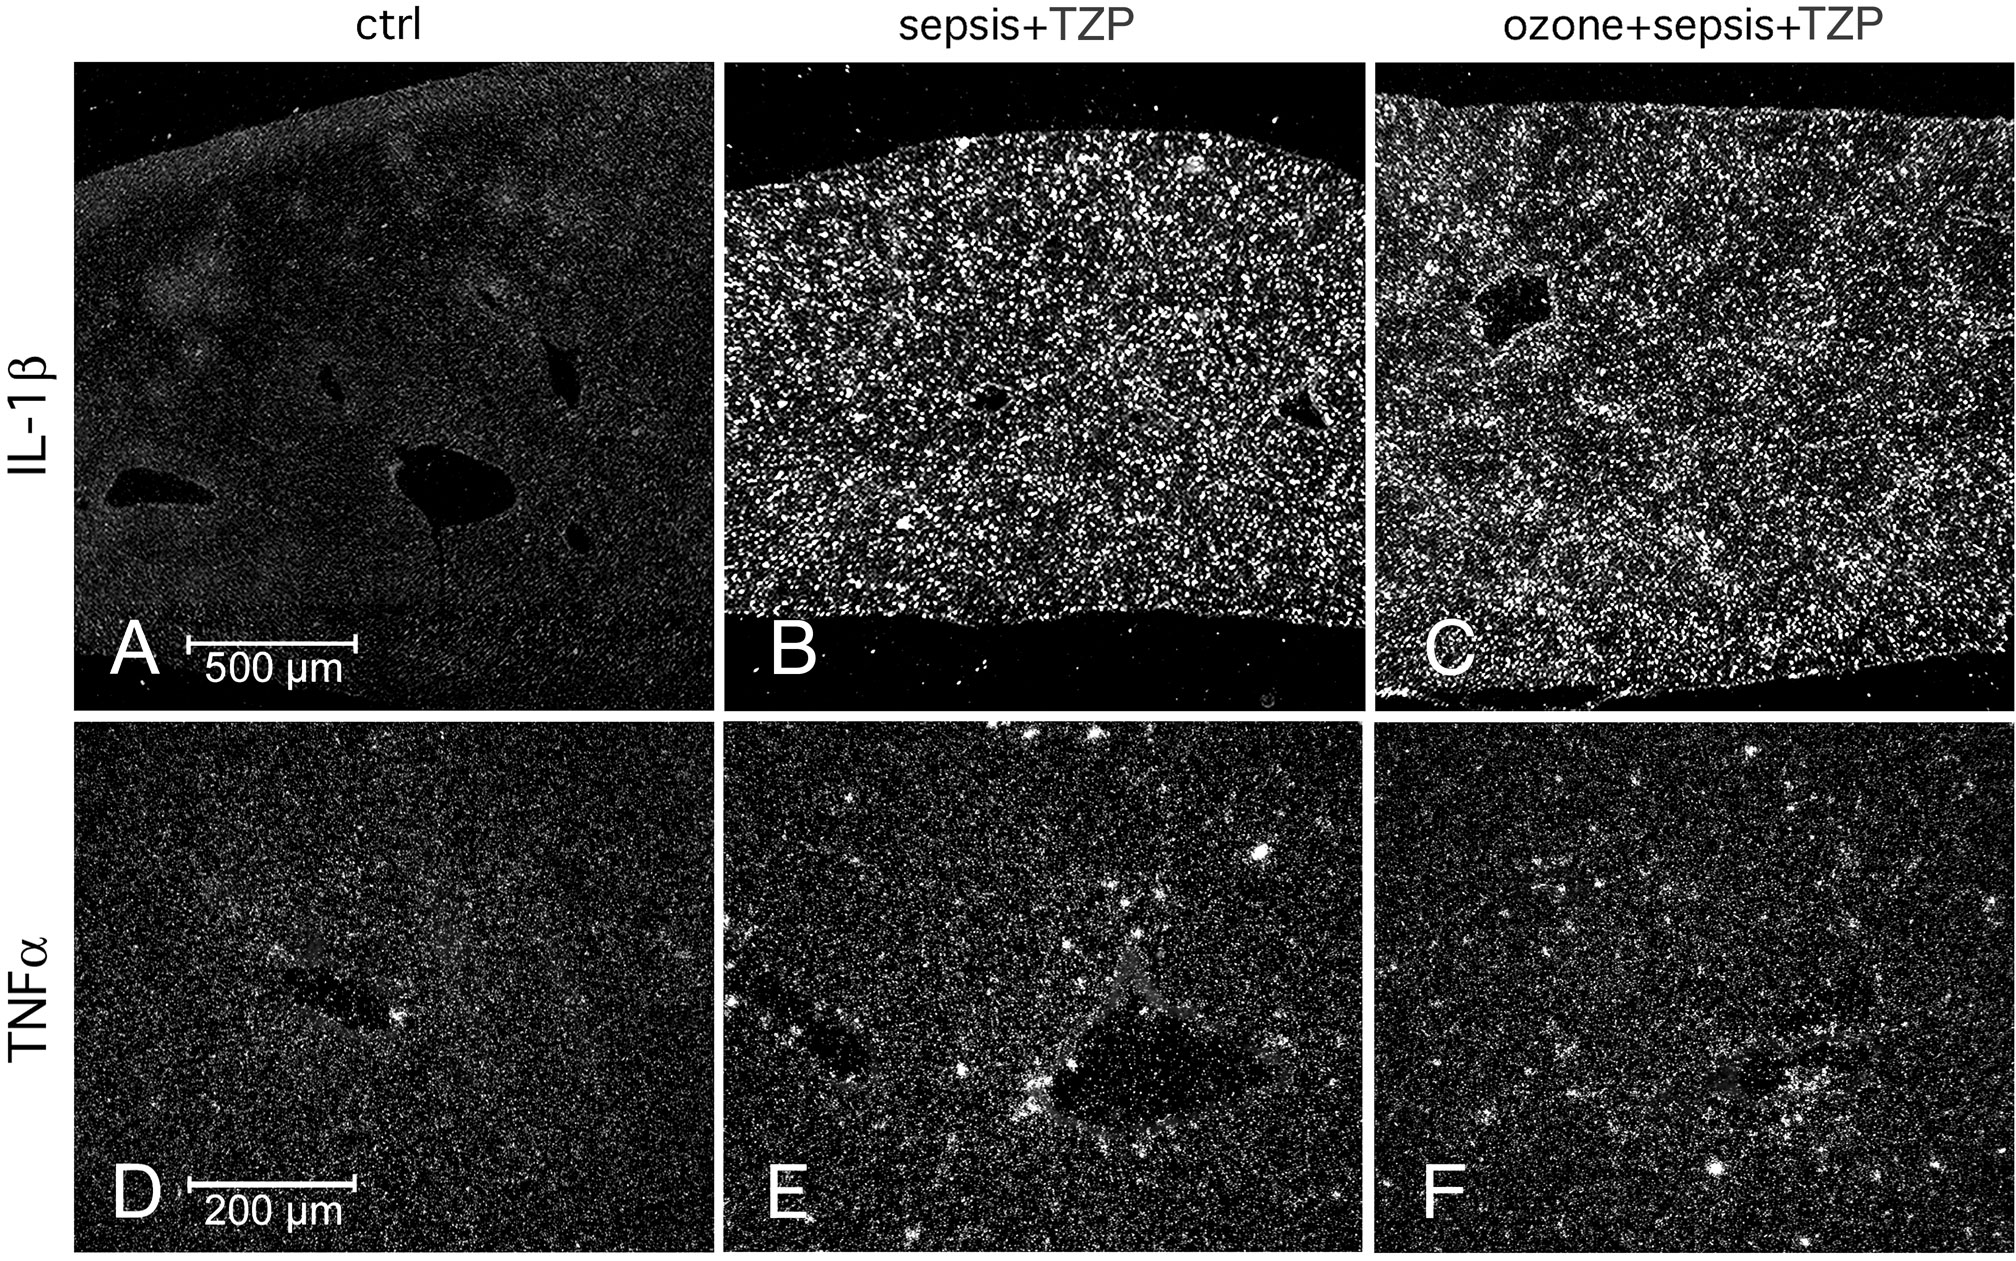 ctrl
sepsis+TZP
ozone+sepsis+TZP
IL-1β
A
500 µm
B
C
TNFα
D
200 µm
E
F